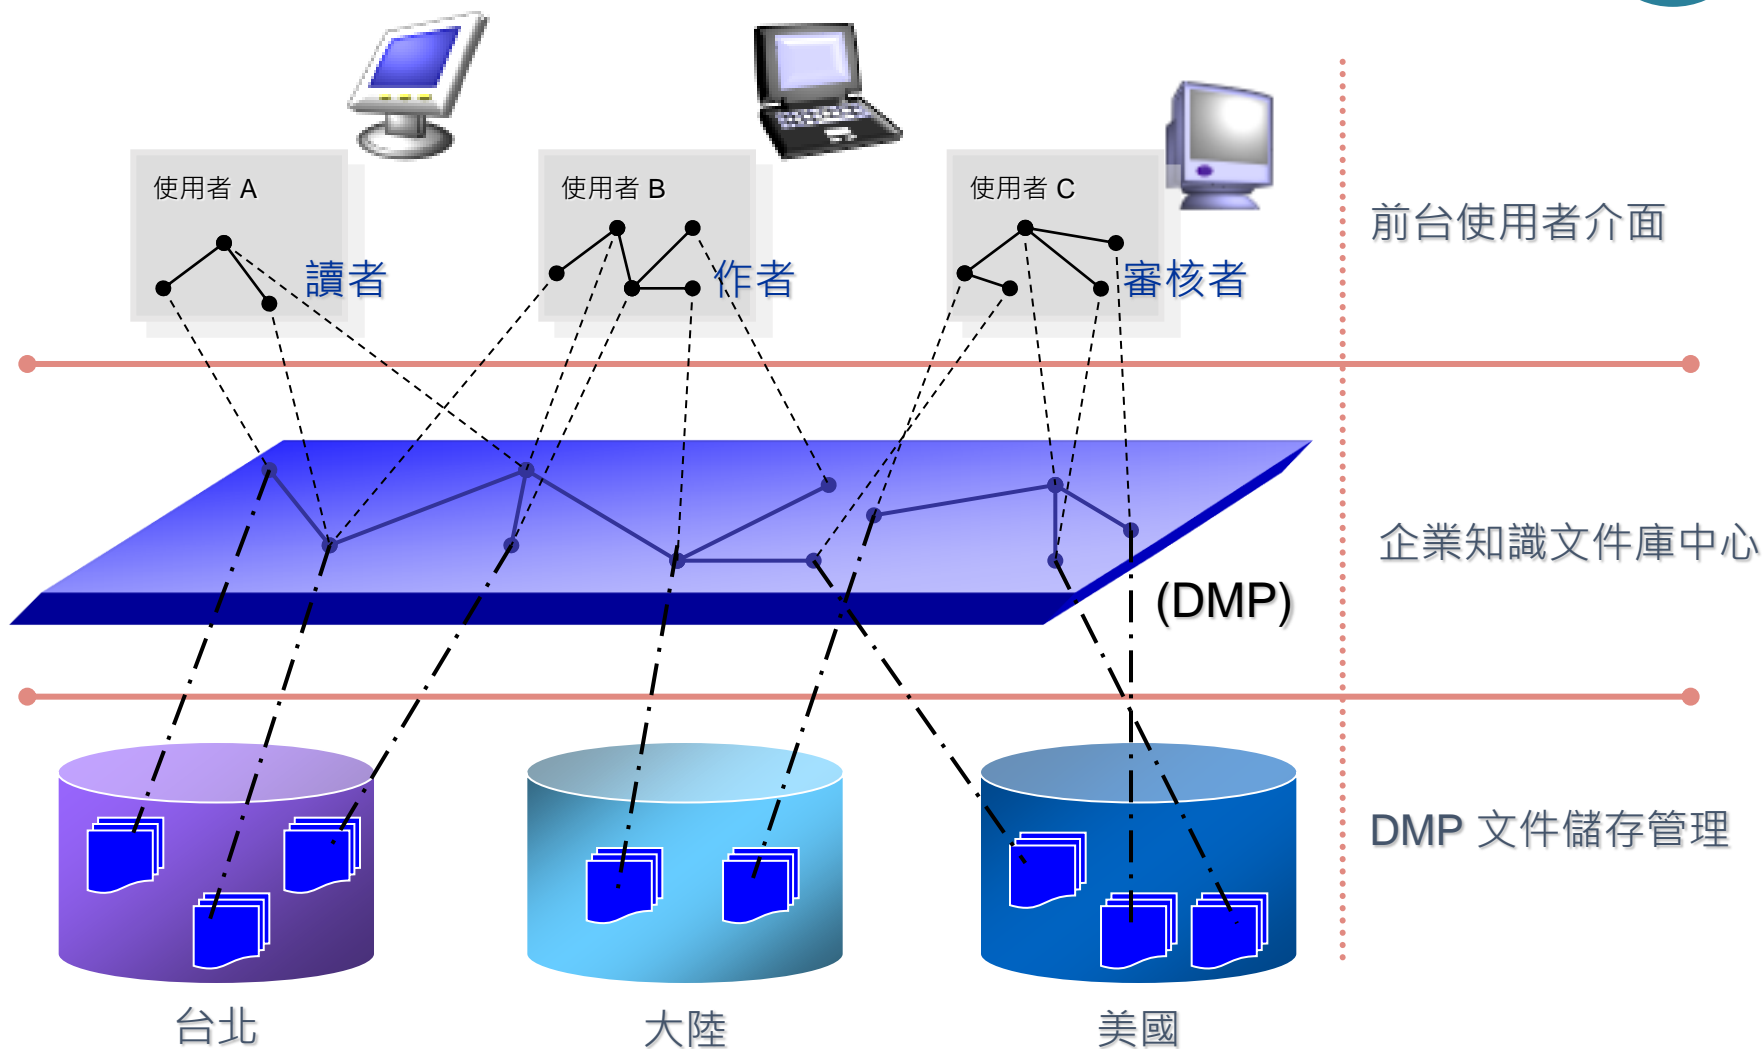 使用者 A
使用者 B
使用者 C
讀者
作者
審核者
前台使用者介面
企業知識文件庫中心
(DMP)
DMP 文件儲存管理
台北
大陸
美國